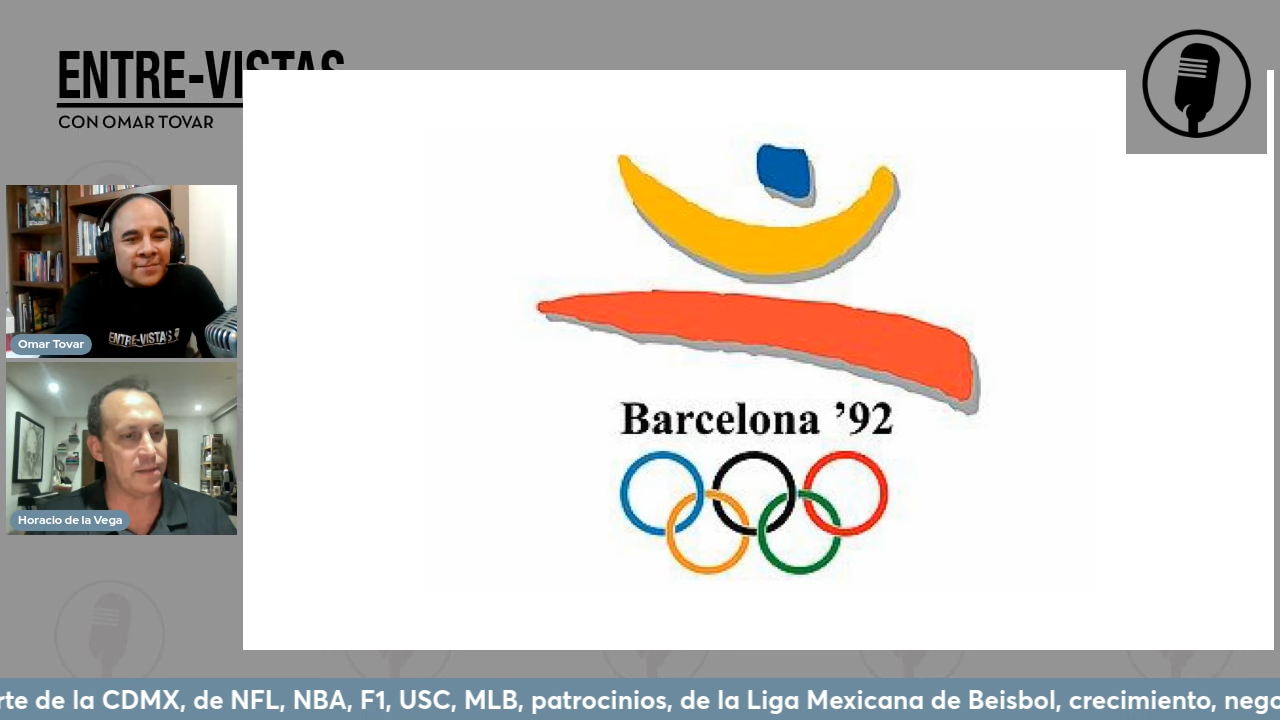 ENTRE-VISTAS
CON OMAR TOVAR
ENTRE-VISTAS
Omar Tovar
Horacio de la Vega
Barcelona ’92
rte de la CDMX, de NFL, NBA, F1, USC, MLB, patrocinios, de la Liga Mexicana de Beisbol, crecimiento, nego